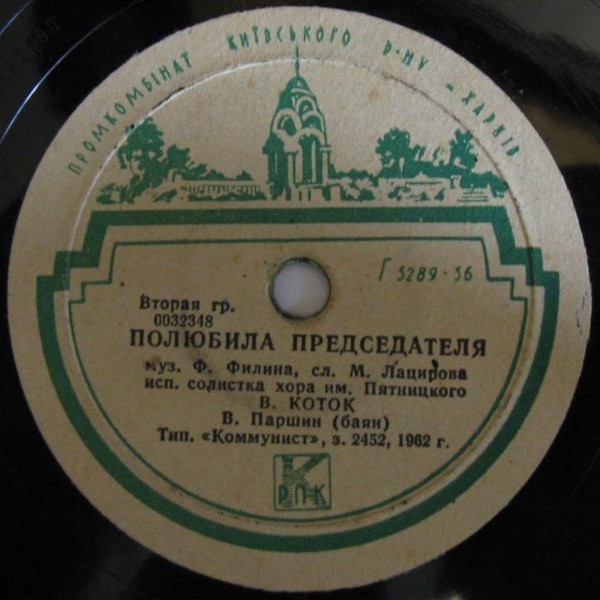 ПРОМКОМБІНАТ КИЇВСЬКОГО Р-НУ – ХАРКІВ
Г 5289-56
Вторая гр.
0032348
ПОЛЮБИЛА ПРЕДСЕДАТЕЛЯ
муз. Ф. Филина, сл. М. Лацирова
исп. солистка хора им. Пятницкого
В. КОТОК
В. Паршин (баян)
Тип. «Коммунист», з. 2452, 1962 г.
К
РПК